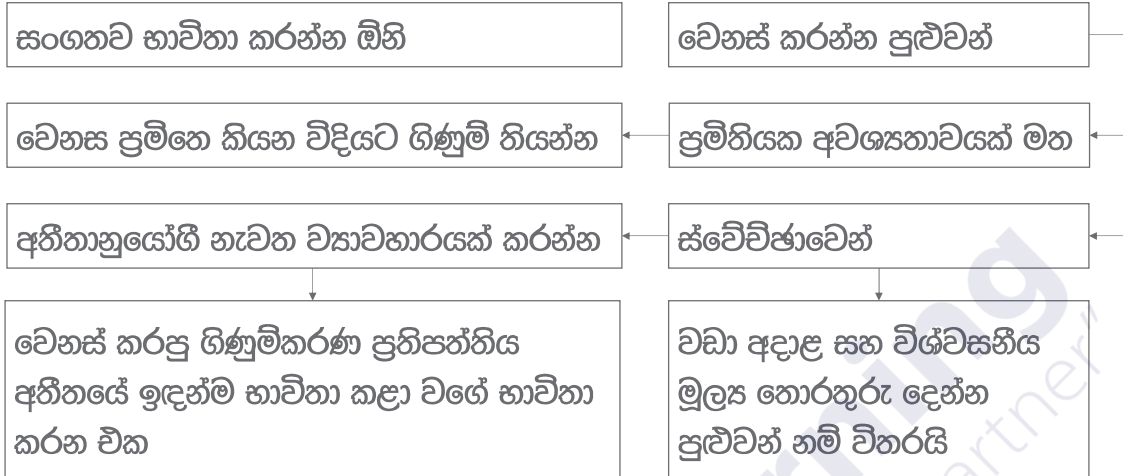 සංගතව භාවිතා කරන්න ඕනි
වෙනස් කරන්න පුළුවන්
වෙනස ප්‍රමිතෙ කියන විදියට ගිණුම් තියන්න
ප්‍රමිතියක අවශ්‍යතාවයක් මත
අතීතානුයෝගී නැවත ව්‍යාවහාරයක් කරන්න
ස්වේච්ඡාවෙන්
වෙනස් කරපු ගිණුම්කරණ ප්‍රතිපත්තිය
අතීතයේ ඉඳන්ම භාවිතා කළා වගේ භාවිතා
කරන එක
වඩා අදාළ සහ විශ්වසනීය
මූල්‍ය තොරතුරු දෙන්න
පුළුවන් නම් විතරයි